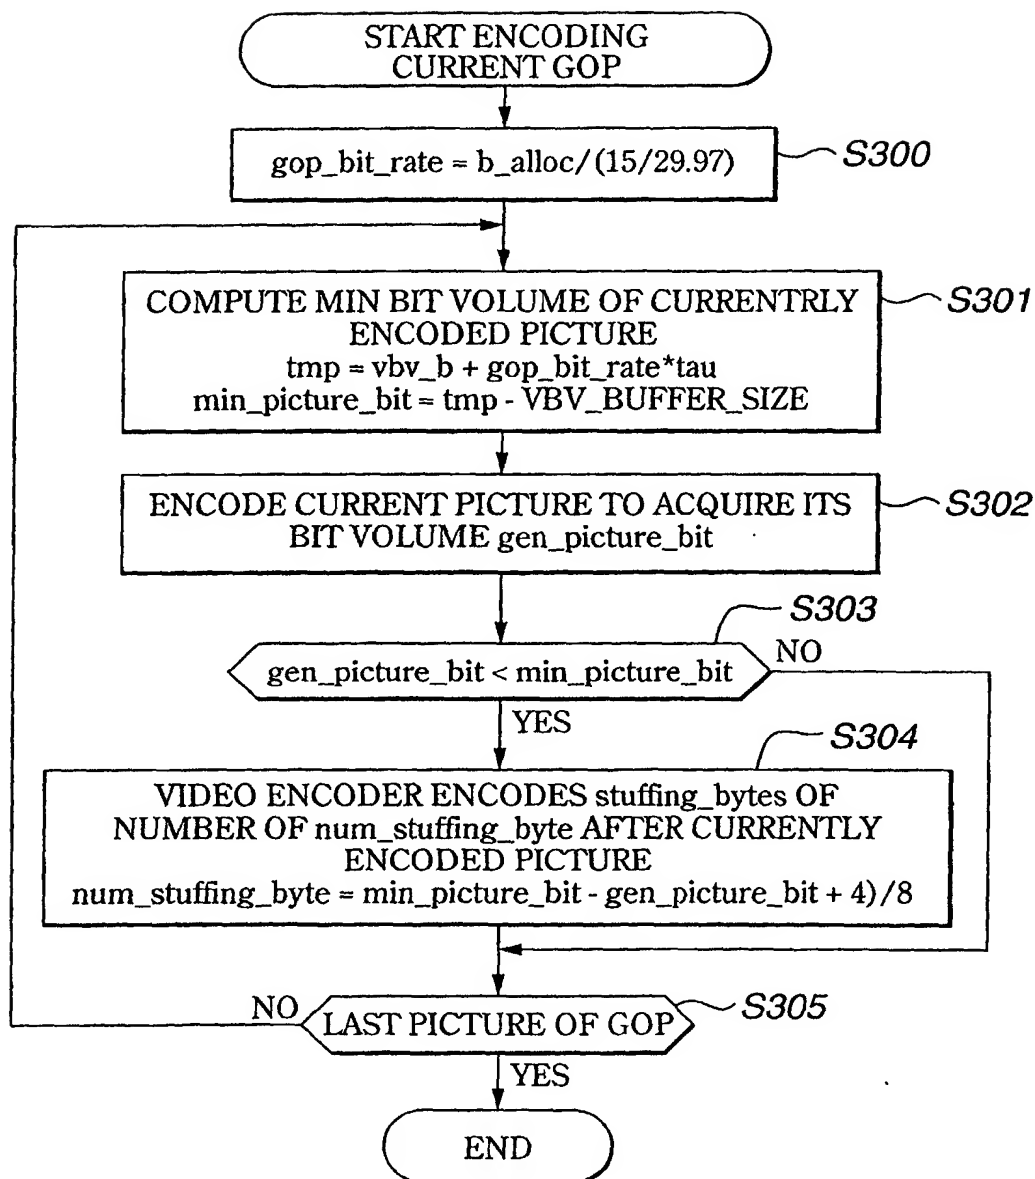 START ENCODING
CURRENT GOP
gop_bit_rate = b_alloc/(15/29.97)
S300
COMPUTE MIN BIT VOLUME OF CURRENTRLY
ENCODED PICTURE
tmp = vbv_b + gop_bit_rate*tau
min_picture_bit = tmp - VBV_BUFFER_SIZE
S301
ENCODE CURRENT PICTURE TO ACQUIRE ITS
BIT VOLUME gen_picture_bit
S302
S303
gen_picture_bit < min_picture_bit
NO
YES
S304
VIDEO ENCODER ENCODES stuffing_bytes OF
NUMBER OF num_stuffing_byte AFTER CURRENTLY
ENCODED PICTURE
num_stuffing_byte = min_picture_bit - gen_picture_bit + 4)/8
NO
LAST PICTURE OF GOP
S305
YES
END